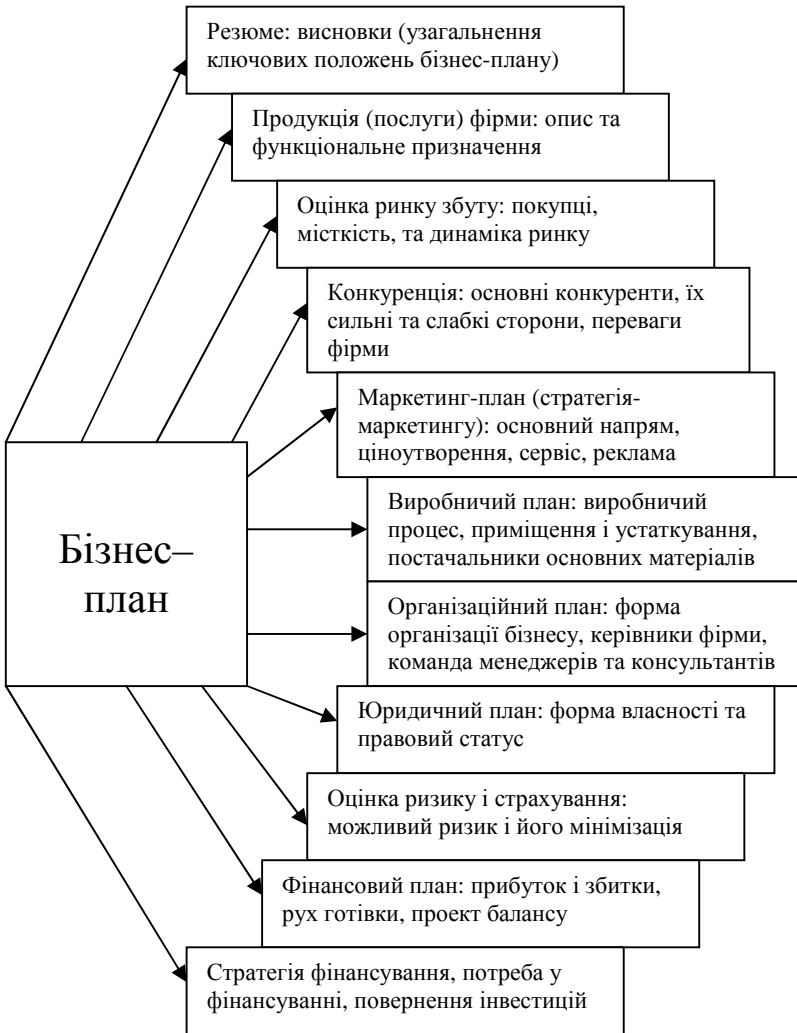 Резюме: висновки (узагальнення
ключових положень бізнес-плану)
Продукція (послуги) фірми: опис та
функціональне призначення
Оцінка ринку збуту: покупці,
місткість, та динаміка ринку
Конкуренція: основні конкуренти, їх
сильні та слабкі сторони, переваги
фірми
Маркетинг-план (стратегія-
маркетингу): основний напрям,
ціноутворення, сервіс, реклама
Бізнес–
план
Виробничий план: виробничий
процес, приміщення і устаткування,
постачальники основних матеріалів
Організаційний план: форма
організації бізнесу, керівники фірми,
команда менеджерів та консультантів
Юридичний план: форма власності та
правовий статус
Оцінка ризику і страхування:
можливий ризик і його мінімізація
Фінансовий план: прибуток і збитки,
рух готівки, проект балансу
Стратегія фінансування, потреба у
фінансуванні, повернення інвестицій